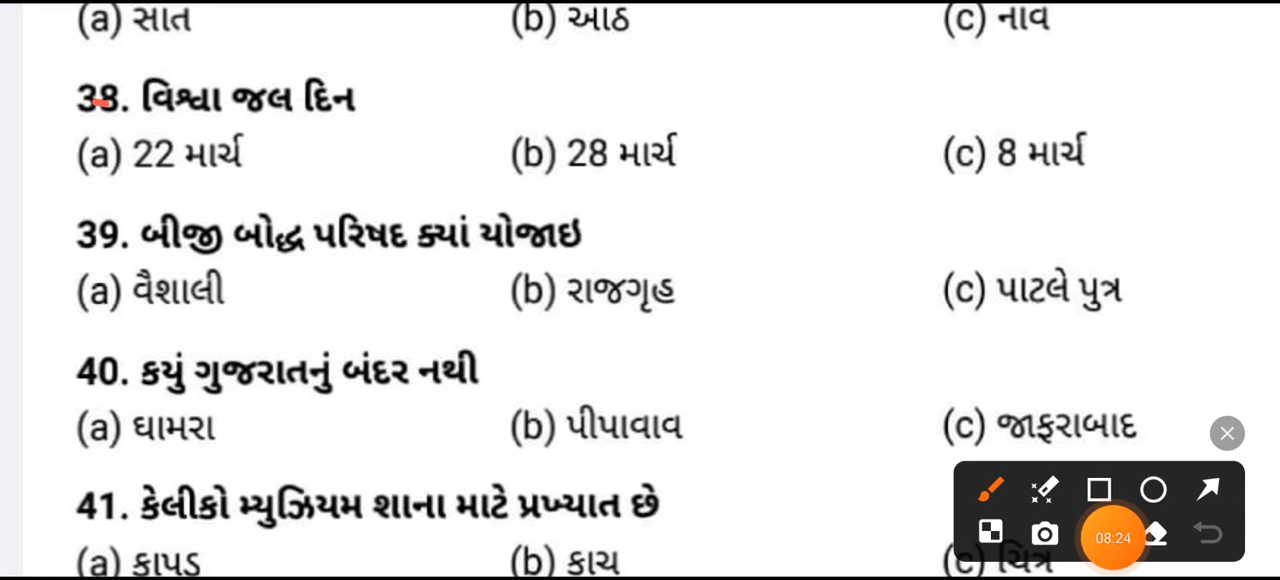 (a) સાત (b) આઠ (c) નાવ
38. વિશ્વા જલ દિન
(a) 22 માર્ચ (b) 28 માર્ચ (c) 8 માર્ચ
39. બીજી બોદ્ધ પરિષદ ક્યાં યોજાઇ
(a) વૈશાલી (b) રાજગૃહ (c) પાટલે પુત્ર
40. કયું ગુજરાતનું બંદર નથી
(a) ઘામરા (b) પીપાવાવ (c) જાફરાબાદ
41. કેલીકો મ્યુઝિયમ શાના માટે પ્રખ્યાત છે
08:24
(a) કાપડ (b) કાચ (c) ચિત્ર